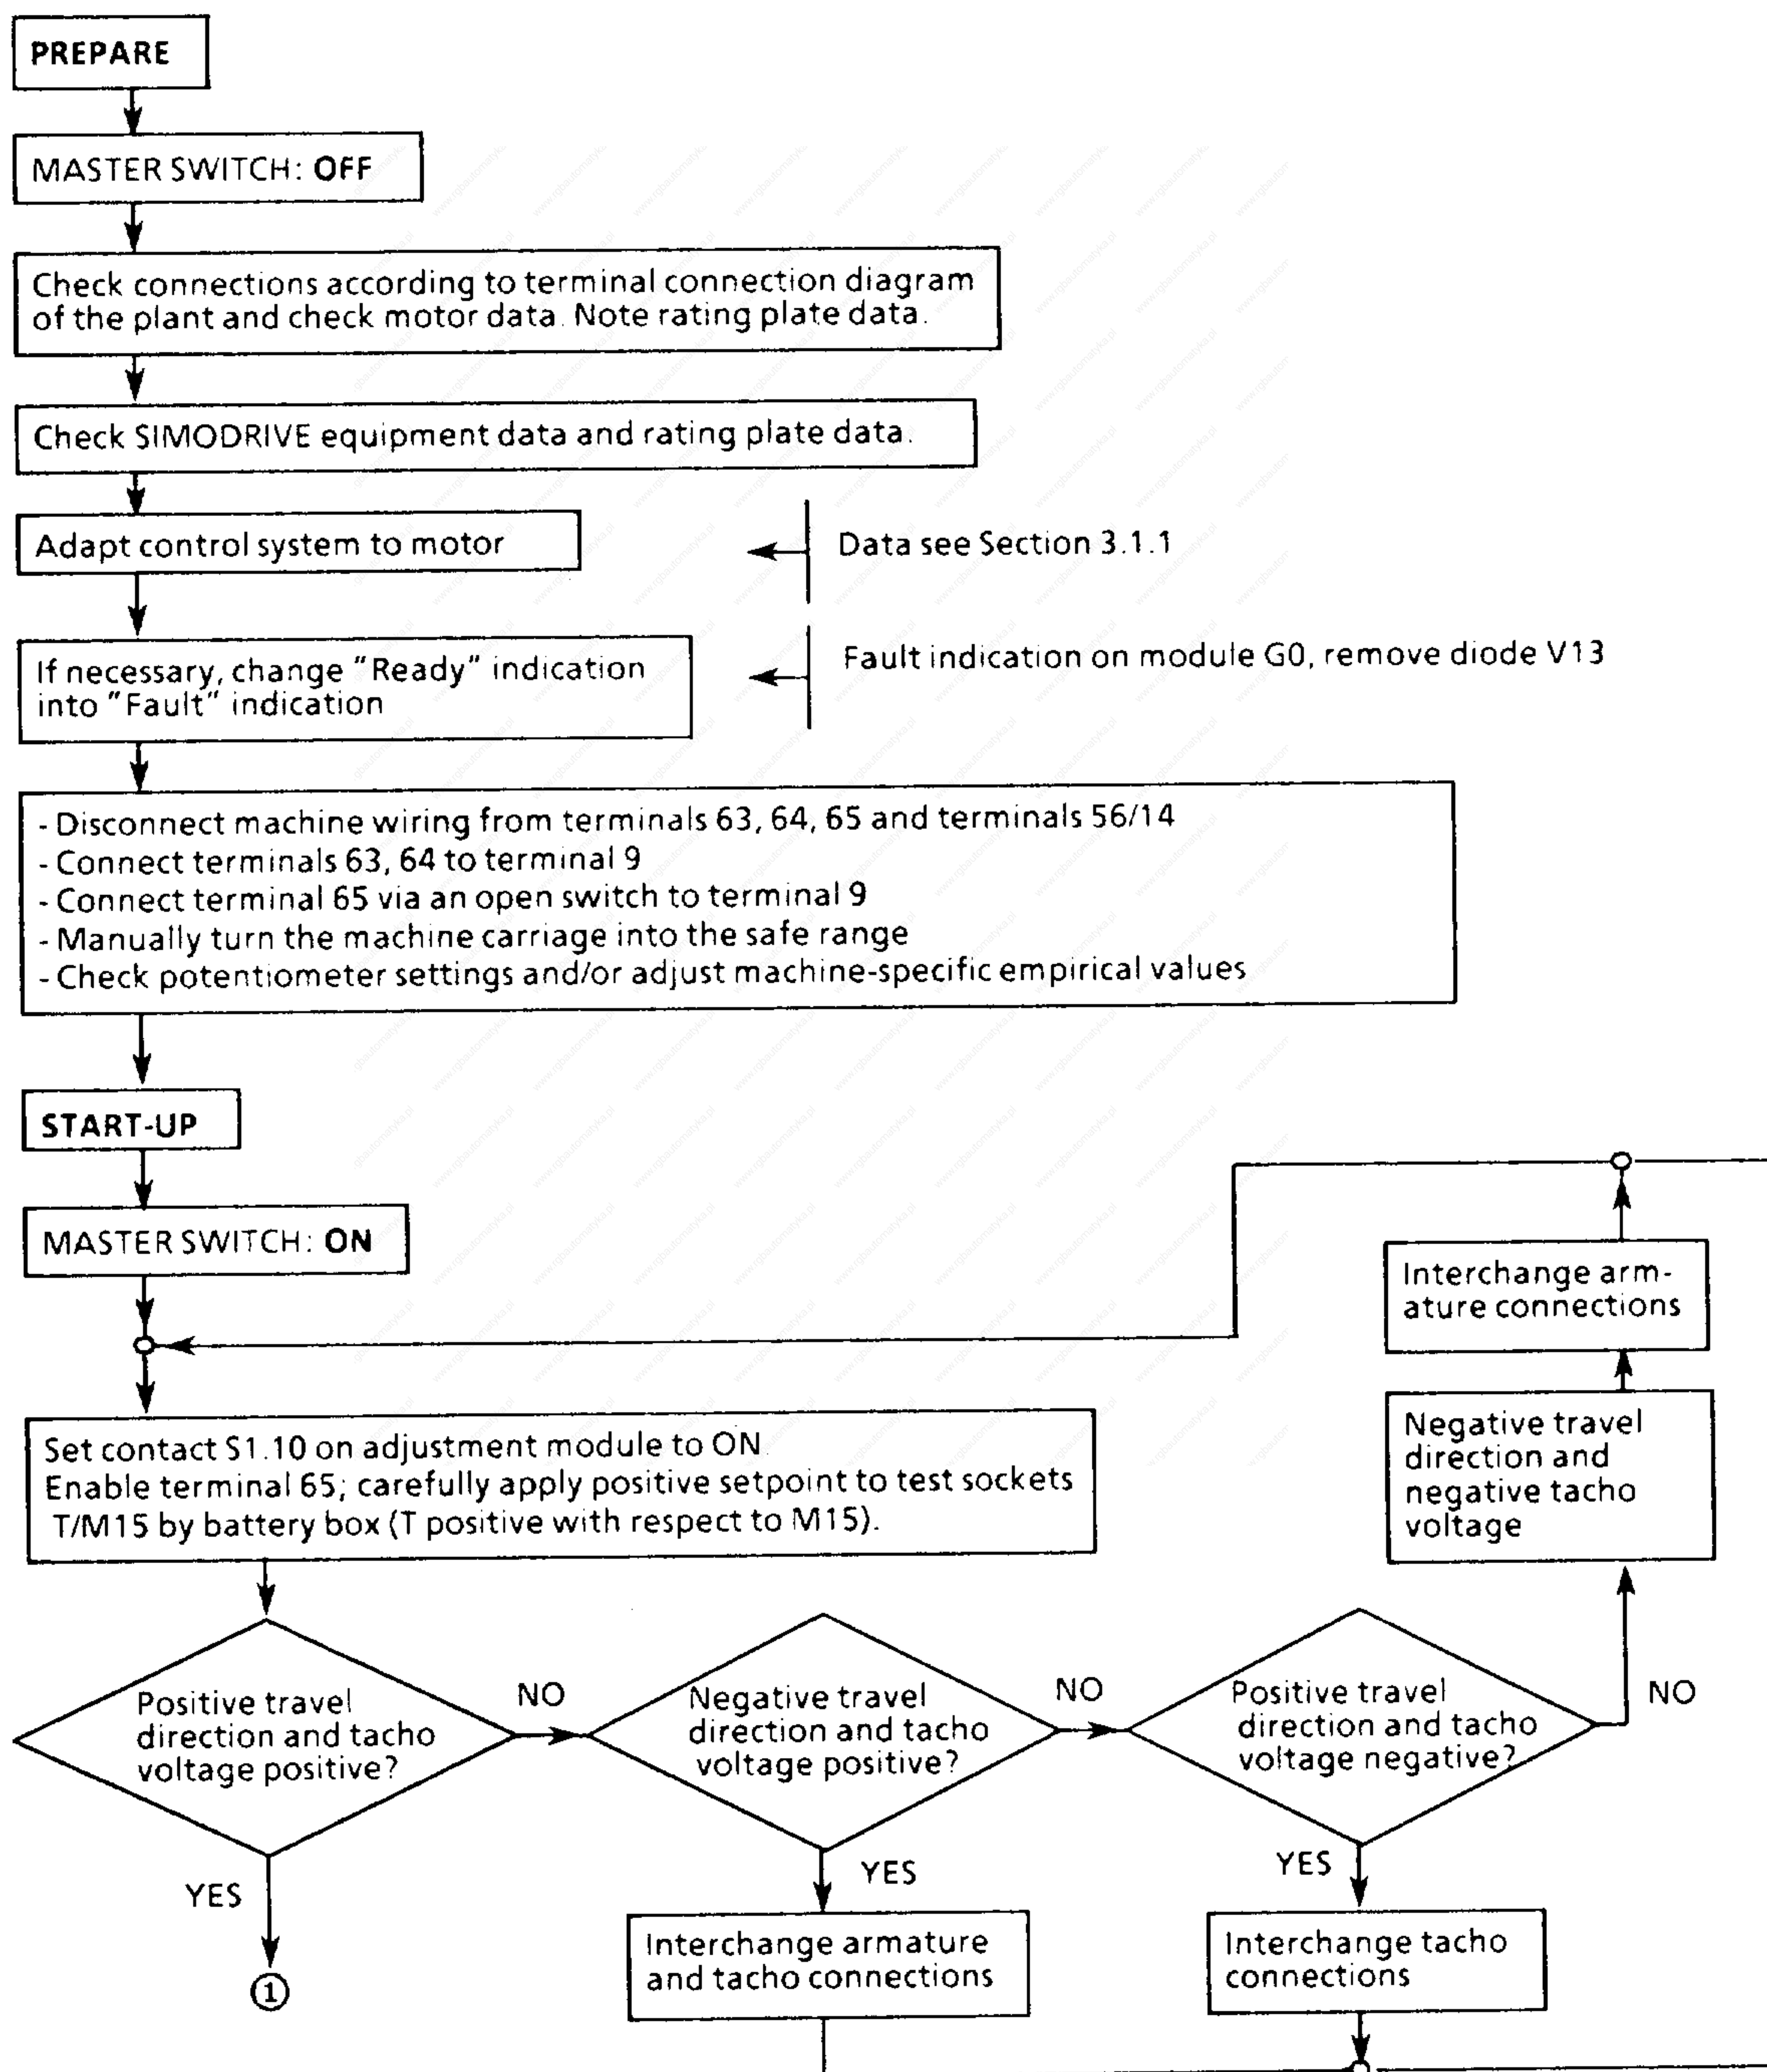 PREPARE
MASTER SWITCH: OFF
Check connections according to terminal connection diagram
of the plant and check motor data. Note rating plate data.
Check SIMODRIVE equipment data and rating plate data.
Adapt control system to motor
Data see Section 3.1.1
If necessary, change "Ready" indication
into "Fault" indication
Fault indication on module G0, remove diode V13
- Disconnect machine wiring from terminals 63, 64, 65 and terminals 56/14
- Connect terminals 63, 64 to terminal 9
- Connect terminal 65 via an open switch to terminal 9
- Manually turn the machine carriage into the safe range
- Check potentiometer settings and/or adjust machine-specific empirical values
START-UP
MASTER SWITCH: ON
Interchange arm-
ature connections
Negative travel
direction and
negative tacho
voltage
Set contact S1.10 on adjustment module to ON.
Enable terminal 65; carefully apply positive setpoint to test sockets
T/M15 by battery box (T positive with respect to M15).
Positive travel
direction and tacho
voltage positive?
NO
Negative travel
direction and tacho
voltage positive?
NO
Positive travel
direction and tacho
voltage negative?
NO
YES
YES
YES
1
Interchange armature
and tacho connections
Interchange tacho
connections
www.rgbautomatyka.pl